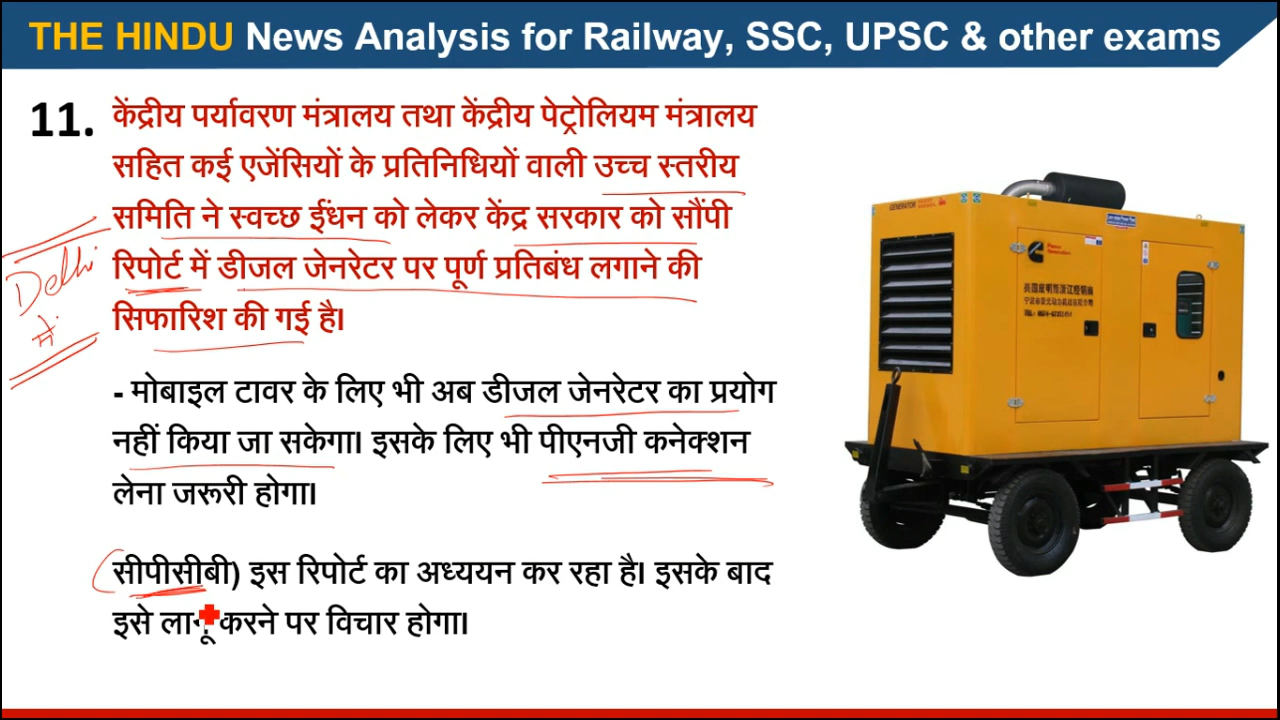 THE HINDU News Analysis for Railway, SSC, UPSC & other exams
11. केंद्रीय पर्यावरण मंत्रालय तथा केंद्रीय पेट्रोलियम मंत्रालय
सहित कई एजेंसियों के प्रतिनिधियों वाली उच्च स्तरीय
समिति ने स्वच्छ ईंधन को लेकर केंद्र सरकार को सौंपी
रिपोर्ट में डीजल जेनरेटर पर पूर्ण प्रतिबंध लगाने की
सिफारिश की गई है।
Delhi
में
- मोबाइल टावर के लिए भी अब डीजल जेनरेटर का प्रयोग
नहीं किया जा सकेगा। इसके लिए भी पीएनजी कनेक्शन
लेना जरूरी होगा।
सीपीसीबी) इस रिपोर्ट का अध्ययन कर रहा है। इसके बाद
इसे लागू करने पर विचार होगा।
GENERATOR
Power
Generation